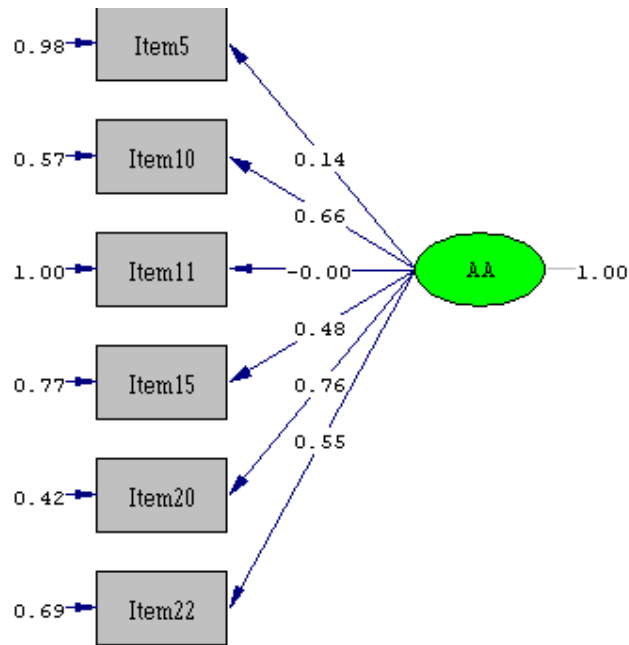 0.98 Item5
0.14
0.57 Item10
0.66
1.00 Item11 -0.00 AA 1.00
0.48
0.77 Item15
0.76
0.55
0.42 Item20
0.69 Item22